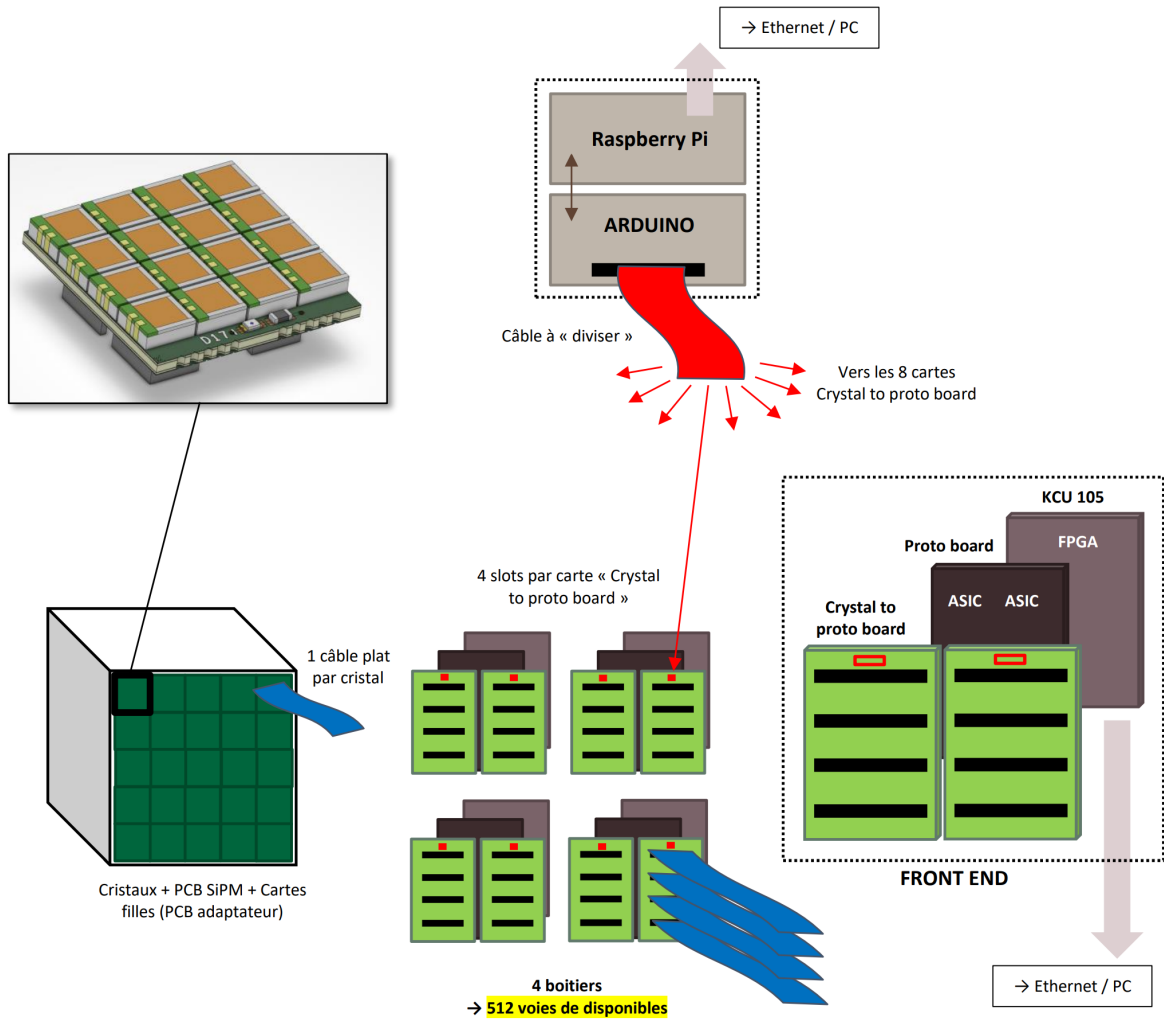 → Ethernet / PC
Raspberry Pi
ARDUINO
D171
Câble à « diviser »
Vers les 8 cartes
Crystal to proto board
KCU 105
FPGA
Proto board
ASIC ASIC
Crystal to
proto board
4 slots par carte « Crystal
to proto board »
1 câble plat
par cristal
Cristaux + PCB SiPM + Cartes
filles (PCB adaptateur)
FRONT END
4 boitiers
→ 512 voies de disponibles
→ Ethernet / PC